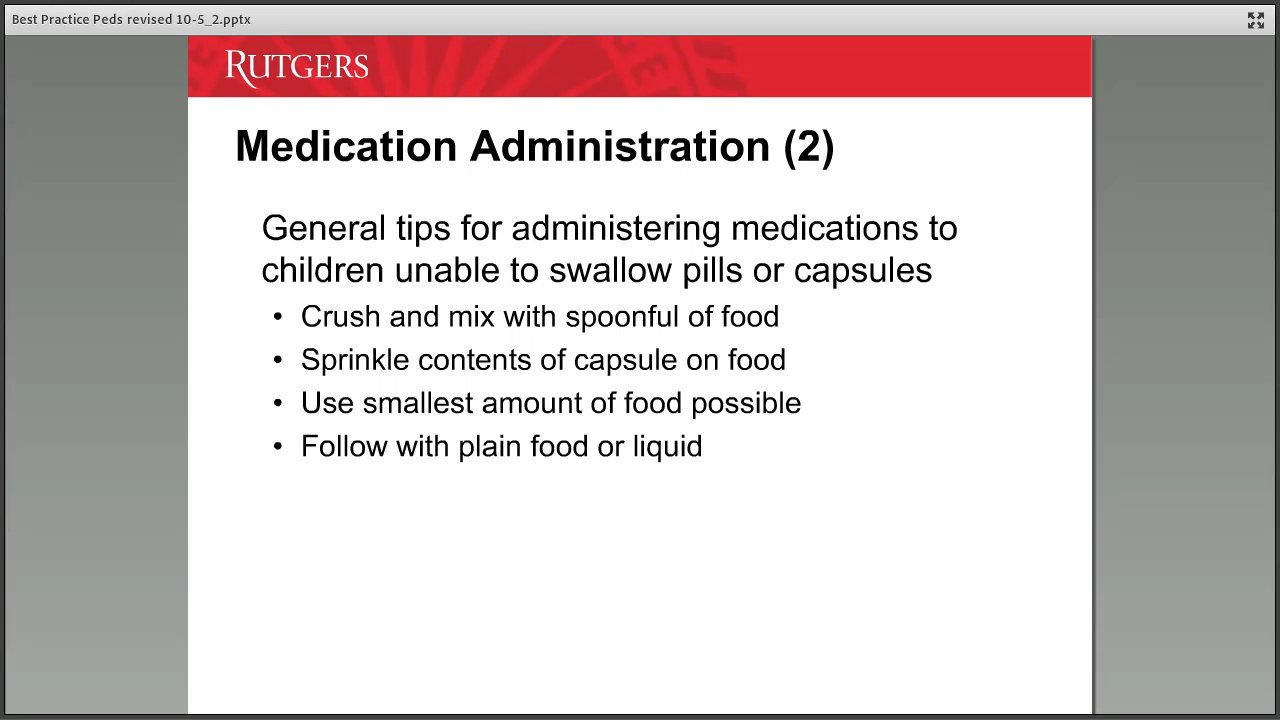 Best Practice Peds revised 10-5_2.pptx
RUTGERS
Medication Administration (2)
General tips for administering medications to
children unable to swallow pills or capsules
• Crush and mix with spoonful of food
• Sprinkle contents of capsule on food
• Use smallest amount of food possible
• Follow with plain food or liquid